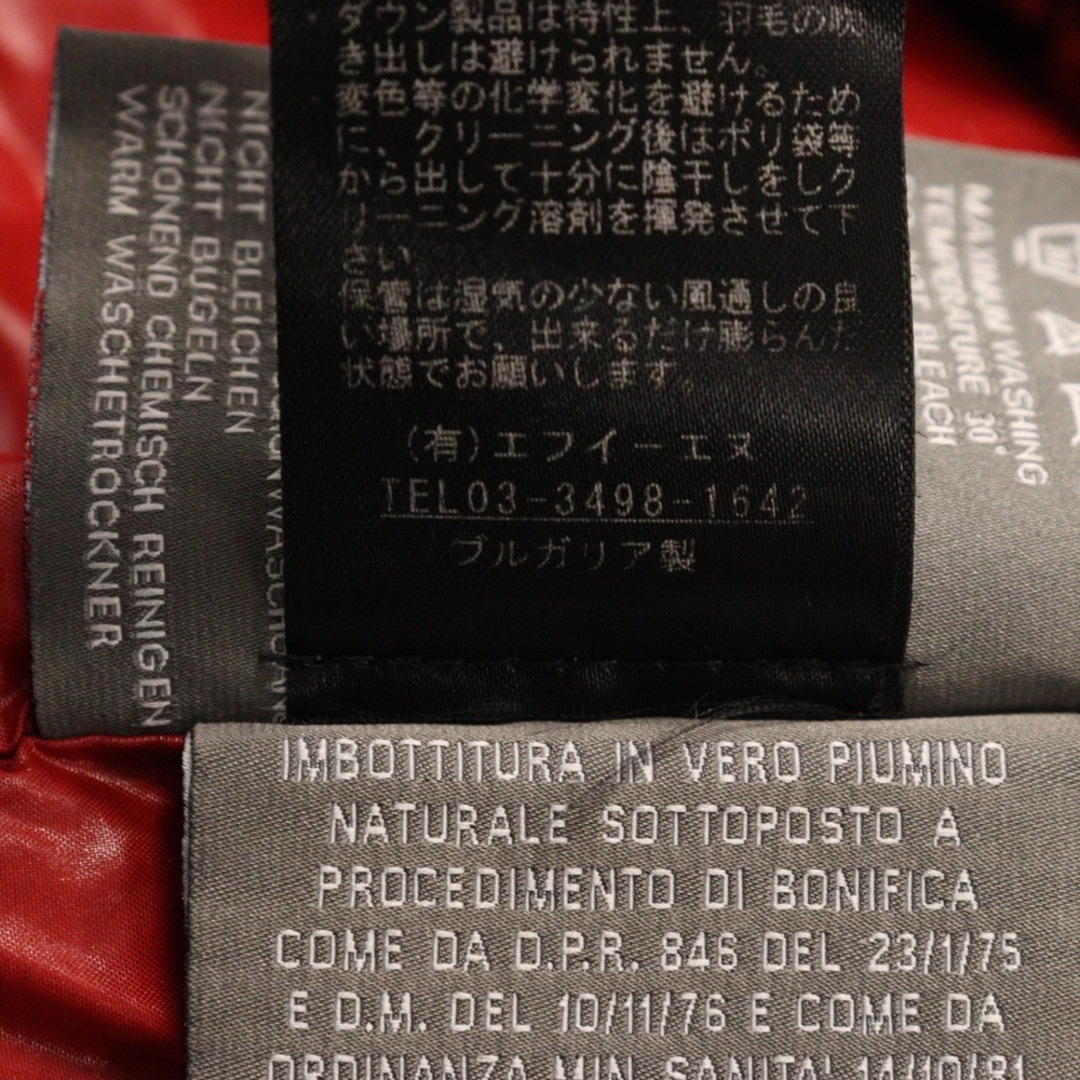 ダウン製品は特性上、羽毛の吹
き出しは避けられません。
変色等の化学変化を避けるため
に、クリーニング後はポリ袋等
から出して十分に陰干しをしク
リーニング溶剤を揮発させて下
さい
保管は湿気の少ない風通しの良
い場所で、出来るだけ膨らんだ
状態でお願いします。
(有)エフイーエヌ
TEL03-3498-1642
ブルガリア製
NICHT BLEICHEN
NICHT BÜGELN
SCHONEND CHEMISCH REINIGEN
WARM WASCHETROCKNER
MAXIMUM WASHING
TEMPERATURE 30°.
BLEACH
IMBOTTITURA IN VERO PIUMINO
NATURALE SOTTOPOSTO A
PROCEDIMENTO DI BONIFICA
COME DA D.P.R. 846 DEL 23/1/75
E D.M. DEL 10/11/76 E COME DA
ORDINANZA MIN. SANITA' 14/10/81